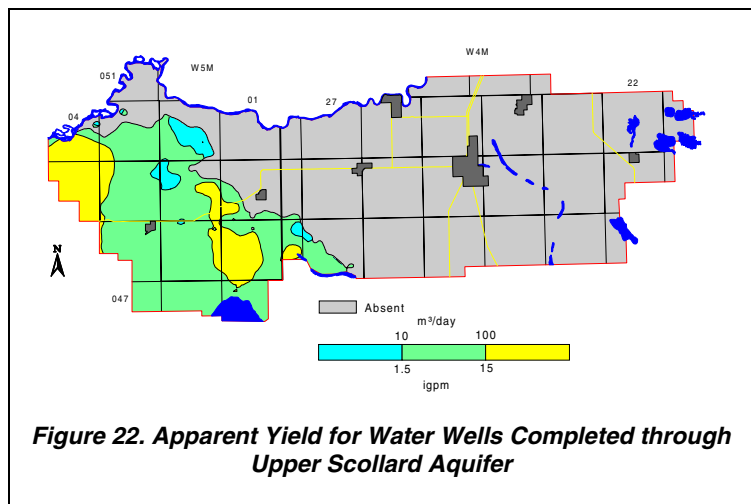 W4M
W5M
051
22
01
27
04
N
047
Absent
m³/day
10 100
1.5 15
igpm
Figure 22. Apparent Yield for Water Wells Completed through
Upper Scollard Aquifer